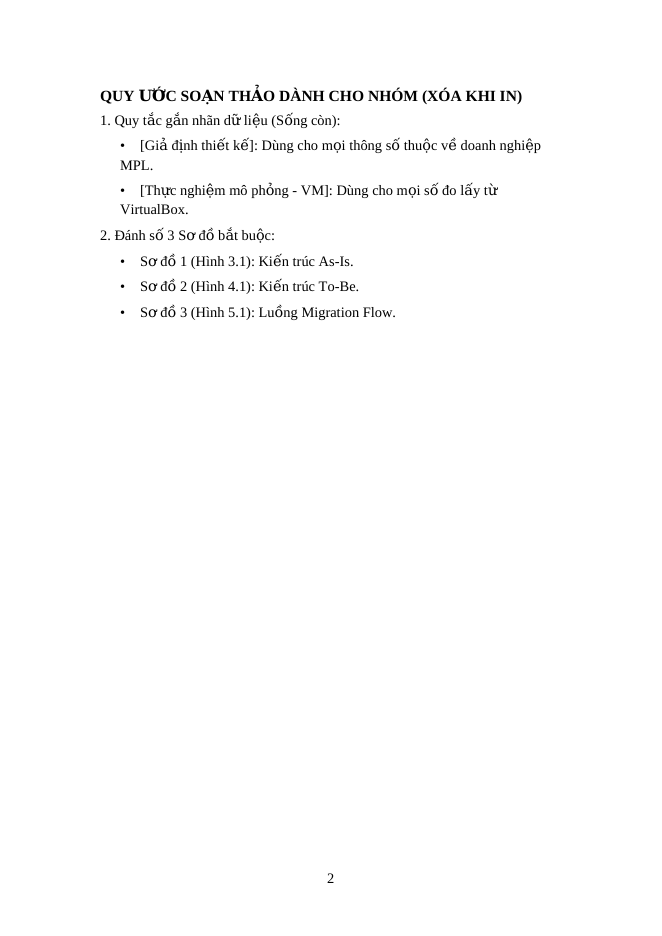 QUY ƯỚC SOẠN THẢO DÀNH CHO NHÓM (XÓA KHI IN)
1. Quy tắc gắn nhãn dữ liệu (Sống còn):
• [Giả định thiết kế]: Dùng cho mọi thông số thuộc về doanh nghiệp
MPL.
• [Thực nghiệm mô phỏng - VM]: Dùng cho mọi số đo lấy từ
VirtualBox.
2. Đánh số 3 Sơ đồ bắt buộc:
• Sơ đồ 1 (Hình 3.1): Kiến trúc As-Is.
• Sơ đồ 2 (Hình 4.1): Kiến trúc To-Be.
• Sơ đồ 3 (Hình 5.1): Luồng Migration Flow.
2